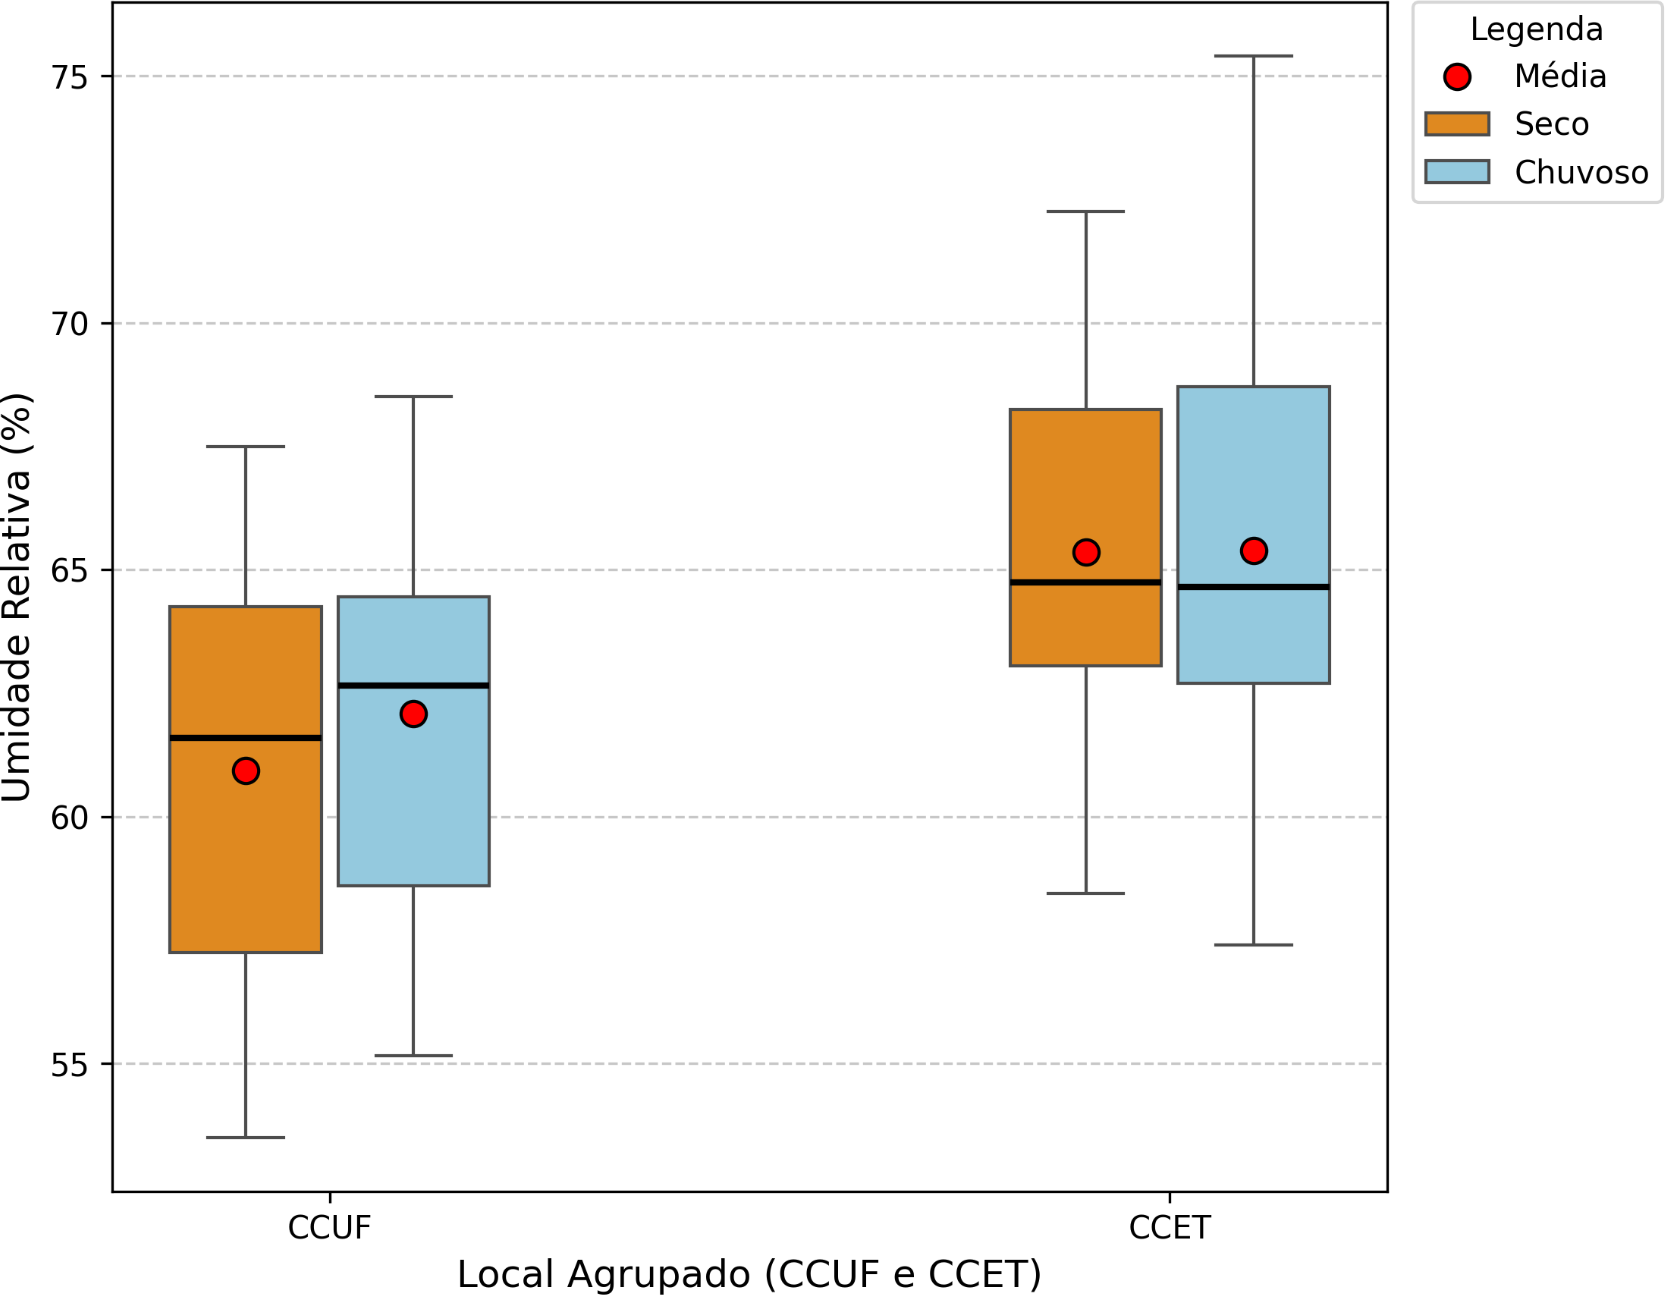 Legenda
Média
Seco
Chuvoso
75
70
65
60
55
Umidade Relativa (%)
CCUF
CCET
Local Agrupado (CCUF e CCET)